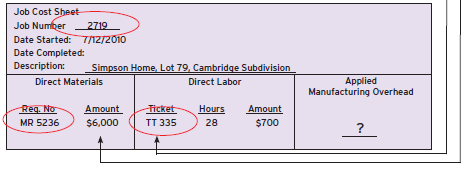 Job Cost Sheet
Job Number 2719
Date Started: 7/12/2010
Date Completed:
Description: Simpson Home, Lot 79, Cambridge Subdivision
Direct Materials Direct Labor Applied Manufacturing Overhead
Req. No Amount Ticket Hours Amount
MR 5236 $6,000 TT 335 28 $700 ?